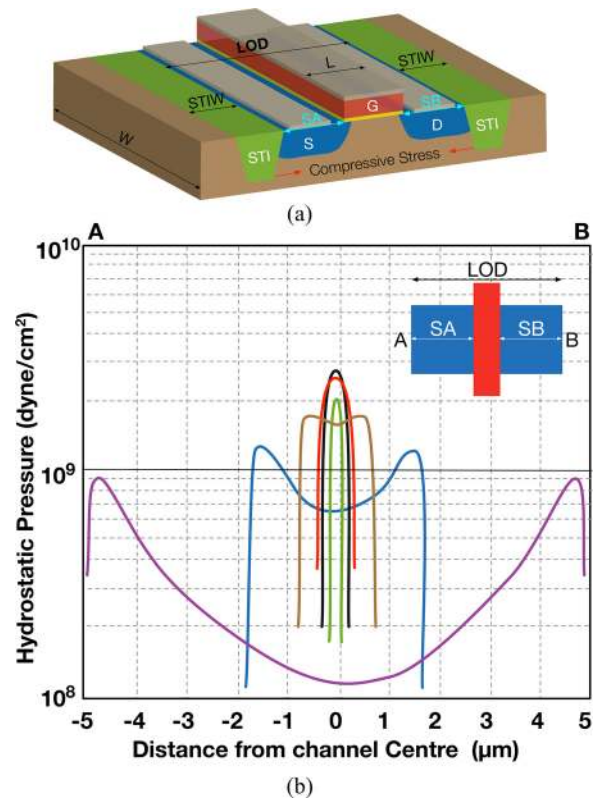 LOD
L
STIW
STIW
SA
G
SB
W
STI
S
D
STI
Compressive Stress
(a)
A
B
10^10
LOD
A
SA
SB
B
10^9
10^8
Hydrostatic Pressure (dyne/cm²)
-5 -4 -3 -2 -1 0 1 2 3 4 5
Distance from channel Centre (μm)
(b)